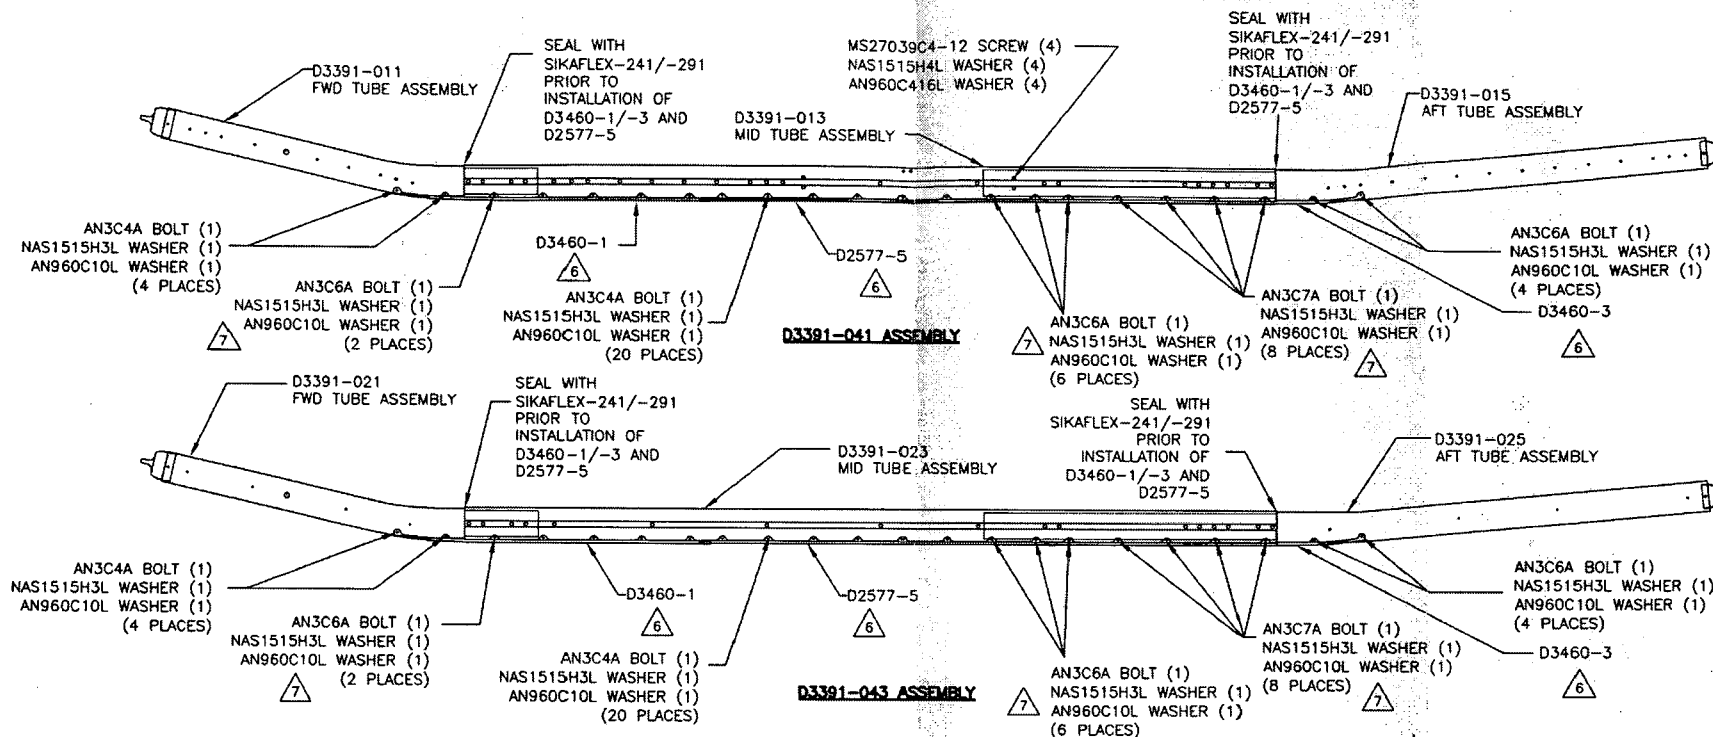 SEAL WITH
SIKAFLEX-241/-291
PRIOR TO
INSTALLATION OF
D3460-1/-3 AND
D2577-5
D3391-011
FWD TUBE ASSEMBLY
MS27039C4-12 SCREW (4)
NAS1515H4L WASHER (4)
AN960C416L WASHER (4)
D3391-013
MID TUBE ASSEMBLY
SEAL WITH
SIKAFLEX-241/-291
PRIOR TO
INSTALLATION OF
D3460-1/-3 AND
D2577-5
D3391-015
AFT TUBE ASSEMBLY
AN3C4A BOLT (1)
NAS1515H3L WASHER (1)
AN960C10L WASHER (1)
(4 PLACES)
AN3C6A BOLT (1)
NAS1515H3L WASHER (1)
AN960C10L WASHER (1)
(2 PLACES)
7
D3460-1
6
AN3C4A BOLT (1)
NAS1515H3L WASHER (1)
AN960C10L WASHER (1)
(20 PLACES)
D2577-5
6
D3391-041 ASSEMBLY
7
AN3C6A BOLT (1)
NAS1515H3L WASHER (1)
AN960C10L WASHER (1)
(6 PLACES)
AN3C7A BOLT (1)
NAS1515H3L WASHER (1)
AN960C10L WASHER (1)
(8 PLACES)
7
AN3C6A BOLT (1)
NAS1515H3L WASHER (1)
AN960C10L WASHER (1)
(4 PLACES)
D3460-3
6
D3391-021
FWD TUBE ASSEMBLY
SEAL WITH
SIKAFLEX-241/-291
PRIOR TO
INSTALLATION OF
D3460-1/-3 AND
D2577-5
D3391-023
MID TUBE ASSEMBLY
SEAL WITH
SIKAFLEX-241/-291
PRIOR TO
INSTALLATION OF
D3460-1/-3 AND
D2577-5
D3391-025
AFT TUBE ASSEMBLY
AN3C4A BOLT (1)
NAS1515H3L WASHER (1)
AN960C10L WASHER (1)
(4 PLACES)
AN3C6A BOLT (1)
NAS1515H3L WASHER (1)
AN960C10L WASHER (1)
(2 PLACES)
7
D3460-1
6
AN3C4A BOLT (1)
NAS1515H3L WASHER (1)
AN960C10L WASHER (1)
(20 PLACES)
D2577-5
6
D3391-043 ASSEMBLY
7
AN3C6A BOLT (1)
NAS1515H3L WASHER (1)
AN960C10L WASHER (1)
(6 PLACES)
AN3C7A BOLT (1)
NAS1515H3L WASHER (1)
AN960C10L WASHER (1)
(8 PLACES)
7
AN3C6A BOLT (1)
NAS1515H3L WASHER (1)
AN960C10L WASHER (1)
(4 PLACES)
D3460-3
6